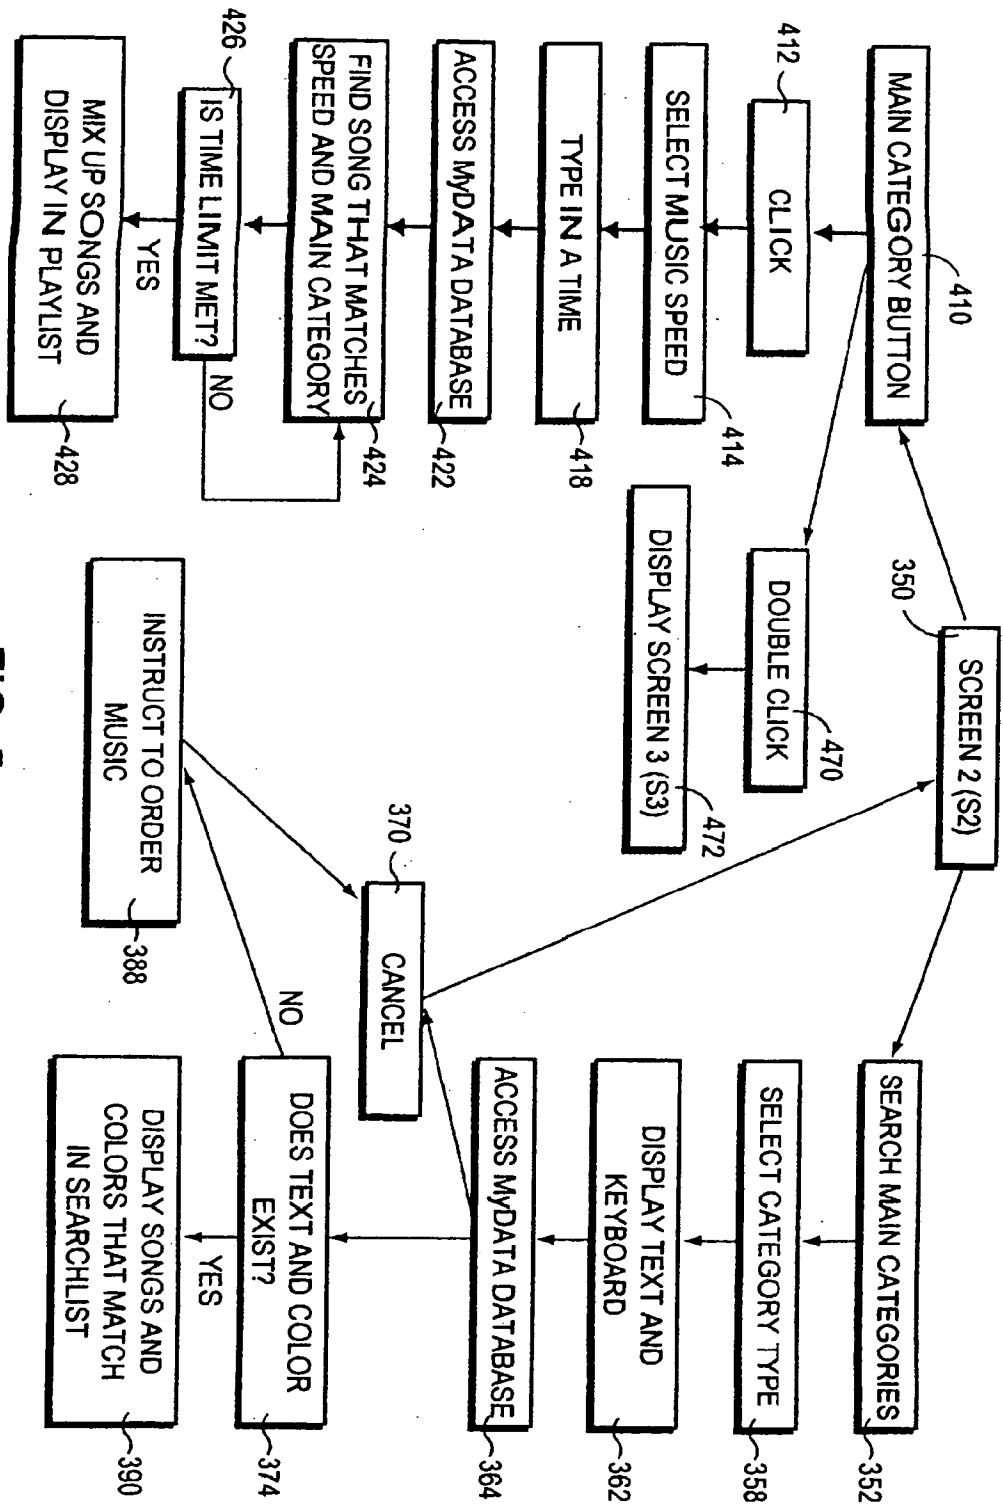 350
SCREEN 2 (S2)
MAIN CATEGORY BUTTON
410
412
CLICK
SELECT MUSIC SPEED
414
TYPE IN A TIME
418
ACCESS MyDATA DATABASE
422
FIND SONG THAT MATCHES
SPEED AND MAIN CATEGORY
424
426
IS TIME LIMIT MET?
NO
YES
MIX UP SONGS AND
DISPLAY IN PLAYLIST
428
DOUBLE CLICK
470
DISPLAY SCREEN 3 (S3)
472
SEARCH MAIN CATEGORIES
352
SELECT CATEGORY TYPE
358
DISPLAY TEXT AND
KEYBOARD
362
ACCESS MyDATA DATABASE
364
370
CANCEL
DOES TEXT AND COLOR
EXIST?
374
NO
YES
INSTRUCT TO ORDER
MUSIC
388
DISPLAY SONGS AND
COLORS THAT MATCH
IN SEARCHLIST
390